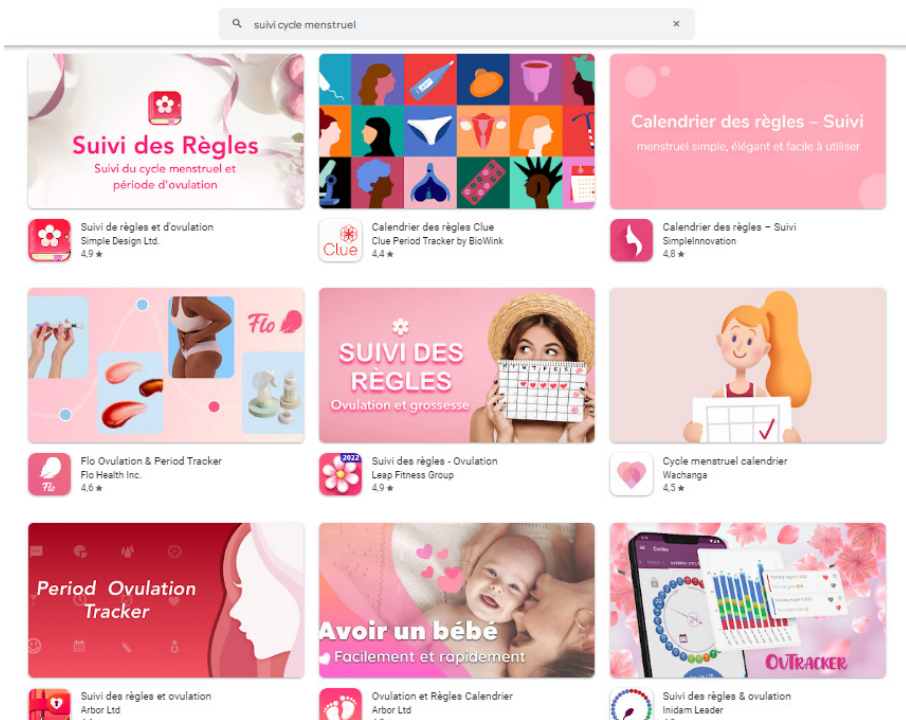 suivi cycle menstruel
Suivi des Règles
Suivi du cycle menstruel et
période d'ovulation
Calendrier des règles – Suivi
menstruel simple, élégant et facile à utiliser
Suivi de règles et d'ovulation
Simple Design Ltd.
4,9 ★
Clue
Calendrier des règles Clue
Clue Period Tracker by BioWink
4,4 ★
Calendrier des règles – Suivi
SimpleInnovation
4,8 ★
Flo
SUIVI DES
RÈGLES
Ovulation et grossesse
Flo
Flo Ovulation & Period Tracker
Flo Health Inc.
4,6 ★
2022
Suivi des règles - Ovulation
Leap Fitness Group
4,9 ★
Cycle menstruel calendrier
Wachanga
4,5 ★
Period Ovulation
Tracker
Avoir un bébé
Facilement et rapidement
OvTracker
Suivi des règles et ovulation
Arbor Ltd
Ovulation et Règles Calendrier
Arbor Ltd
Suivi des règles & ovulation
Inidam Leader